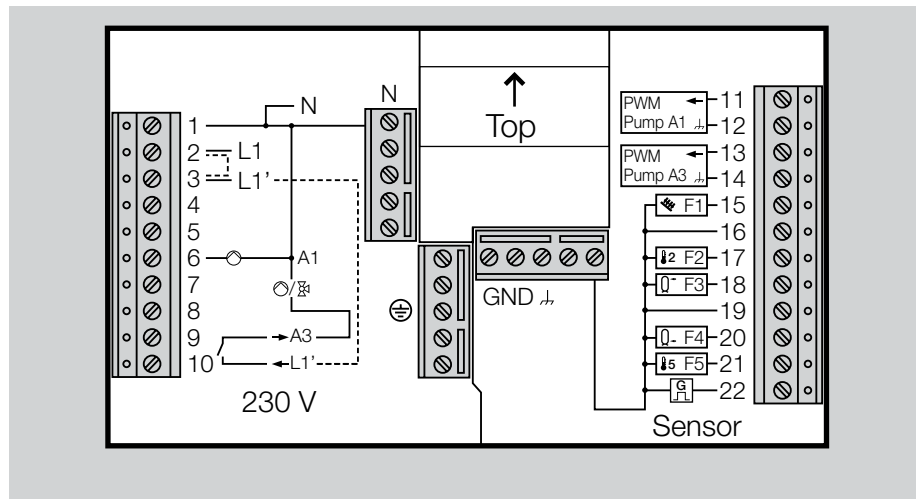 N
N
Top
1
2 L1
3 L1'
4
5
6 A1
7
8
9 A3
10 L1'
230 V
GND
PWM
Pump A1
11
12
PWM
Pump A3
13
14
F1 15
16
2 F2 17
F3 18
19
F4 20
5 F5 21
G 22
Sensor